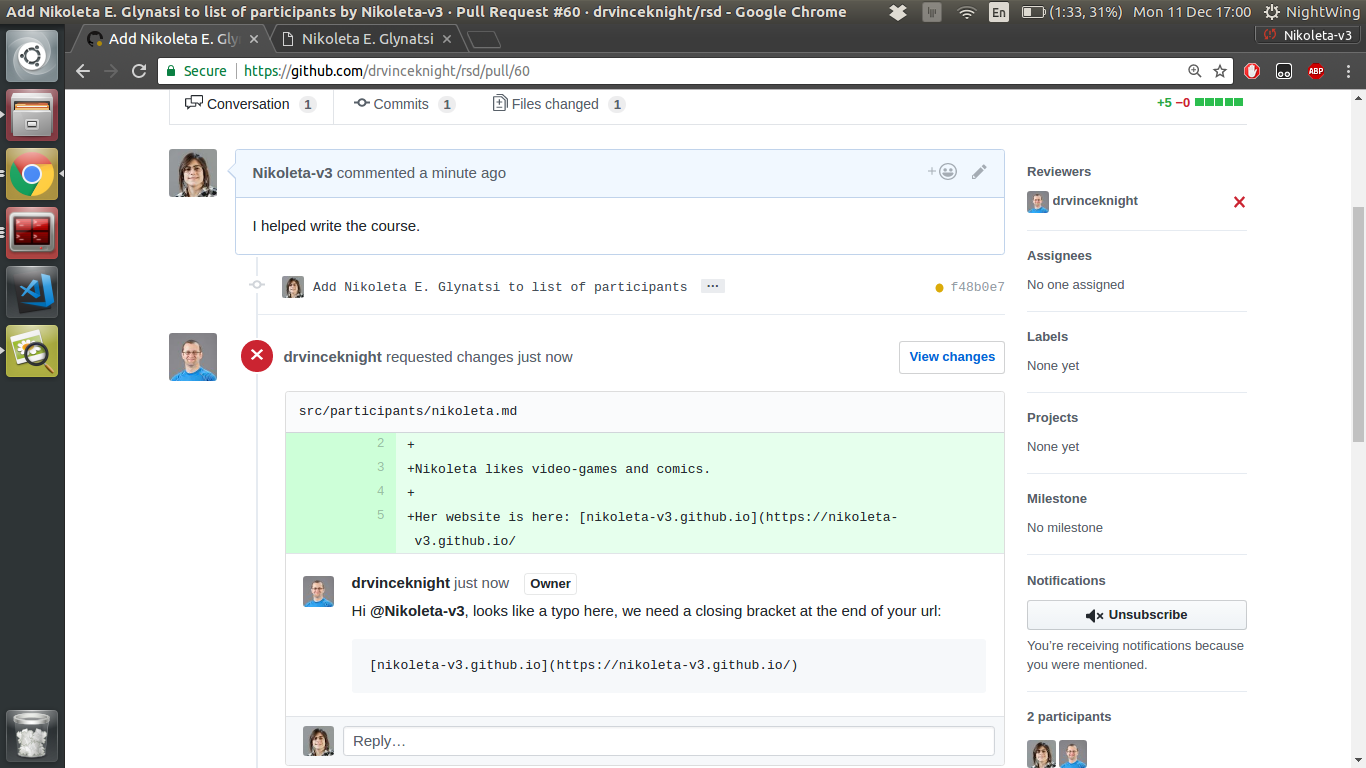 Add Nikoleta E. Glynatsi to list of participants by Nikoleta-v3 · Pull Request #60 · drvinceknight/rsd - Google Chrome
En
(1:33, 31%)
Mon 11 Dec 17:00
NightWing
Add Nikoleta E. Gly
Nikoleta E. Glynatsi
Nikoleta-v3
Secure
https://github.com/drvinceknight/rsd/pull/60
ABP
Conversation 1
Commits 1
Files changed 1
+5 −0
Nikoleta-v3 commented a minute ago
I helped write the course.
Add Nikoleta E. Glynatsi to list of participants ...
f48b0e7
drvinceknight requested changes just now
View changes
src/participants/nikoleta.md
2 +
3 +Nikoleta likes video-games and comics.
4 +
5 +Her website is here: [nikoleta-v3.github.io](https://nikoleta-
v3.github.io/
drvinceknight just now Owner
Hi @Nikoleta-v3, looks like a typo here, we need a closing bracket at the end of your url:
[nikoleta-v3.github.io](https://nikoleta-v3.github.io/)
Reply…
Reviewers
drvinceknight
Assignees
No one assigned
Labels
None yet
Projects
None yet
Milestone
No milestone
Notifications
Unsubscribe
You're receiving notifications because
you were mentioned.
2 participants